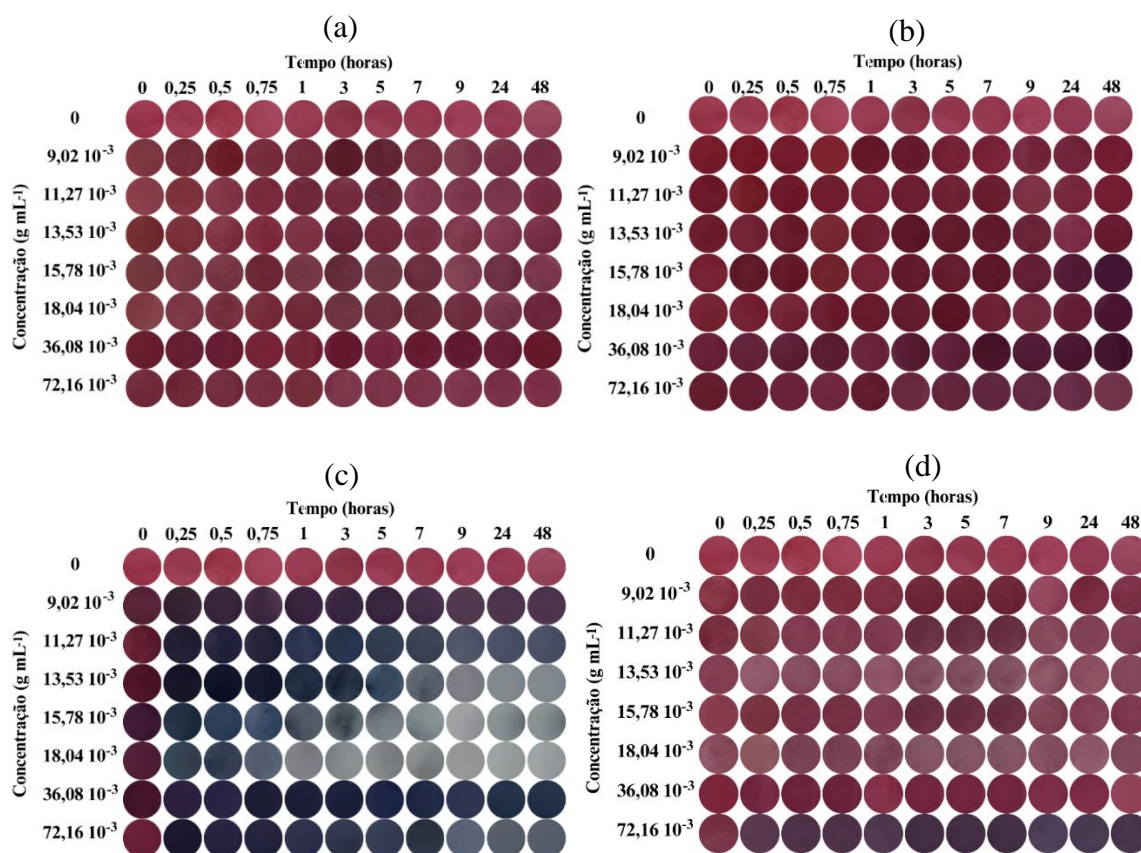 (a)
Tempo (horas)
0 0,25 0,5 0,75 1 3 5 7 9 24 48
Concentração (g mL-1)
0
9,02 10-3
11,27 10-3
13,53 10-3
15,78 10-3
18,04 10-3
36,08 10-3
72,16 10-3
(b)
Tempo (horas)
0 0,25 0,5 0,75 1 3 5 7 9 24 48
Concentração (g mL-1)
0
9,02 10-3
11,27 10-3
13,53 10-3
15,78 10-3
18,04 10-3
36,08 10-3
72,16 10-3
(c)
Tempo (horas)
0 0,25 0,5 0,75 1 3 5 7 9 24 48
Concentração (g mL-1)
0
9,02 10-3
11,27 10-3
13,53 10-3
15,78 10-3
18,04 10-3
36,08 10-3
72,16 10-3
(d)
Tempo (horas)
0 0,25 0,5 0,75 1 3 5 7 9 24 48
Concentração (g mL-1)
0
9,02 10-3
11,27 10-3
13,53 10-3
15,78 10-3
18,04 10-3
36,08 10-3
72,16 10-3